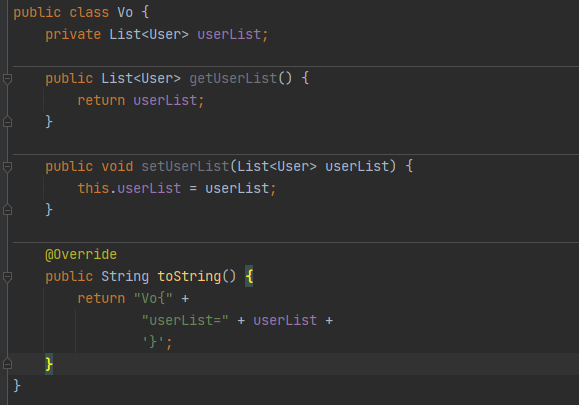 public class Vo {
    private List<User> userList;
    public List<User> getUserList() {
        return userList;
    }
    public void setUserList(List<User> userList) {
        this.userList = userList;
    }
    @Override
    public String toString() {
        return "Vo{" +
                "userList=" + userList +
                '}';
    }
}